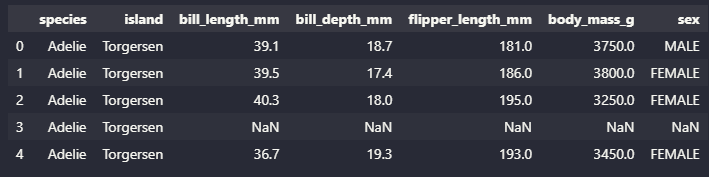 species island bill_length_mm bill_depth_mm flipper_length_mm body_mass_g sex
0 Adelie Torgersen 39.1 18.7 181.0 3750.0 MALE
1 Adelie Torgersen 39.5 17.4 186.0 3800.0 FEMALE
2 Adelie Torgersen 40.3 18.0 195.0 3250.0 FEMALE
3 Adelie Torgersen NaN NaN NaN NaN NaN
4 Adelie Torgersen 36.7 19.3 193.0 3450.0 FEMALE